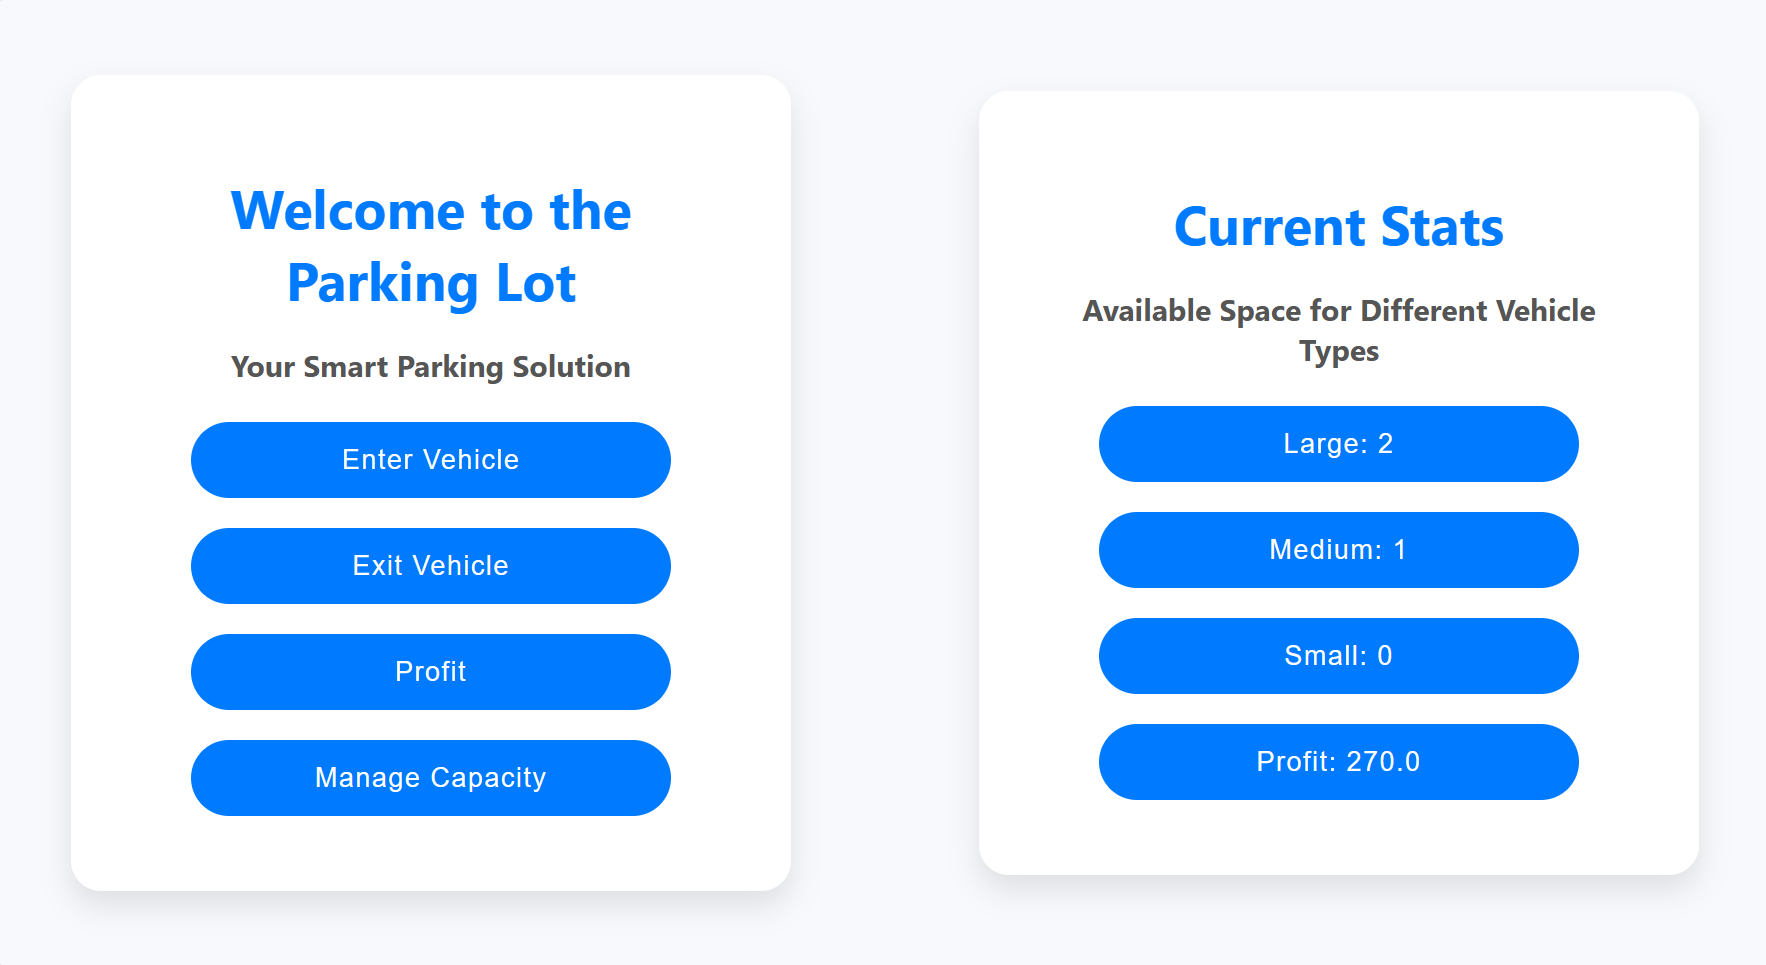 Welcome to the
Parking Lot
Your Smart Parking Solution
Enter Vehicle
Exit Vehicle
Profit
Manage Capacity
Current Stats
Available Space for Different Vehicle
Types
Large: 2
Medium: 1
Small: 0
Profit: 270.0